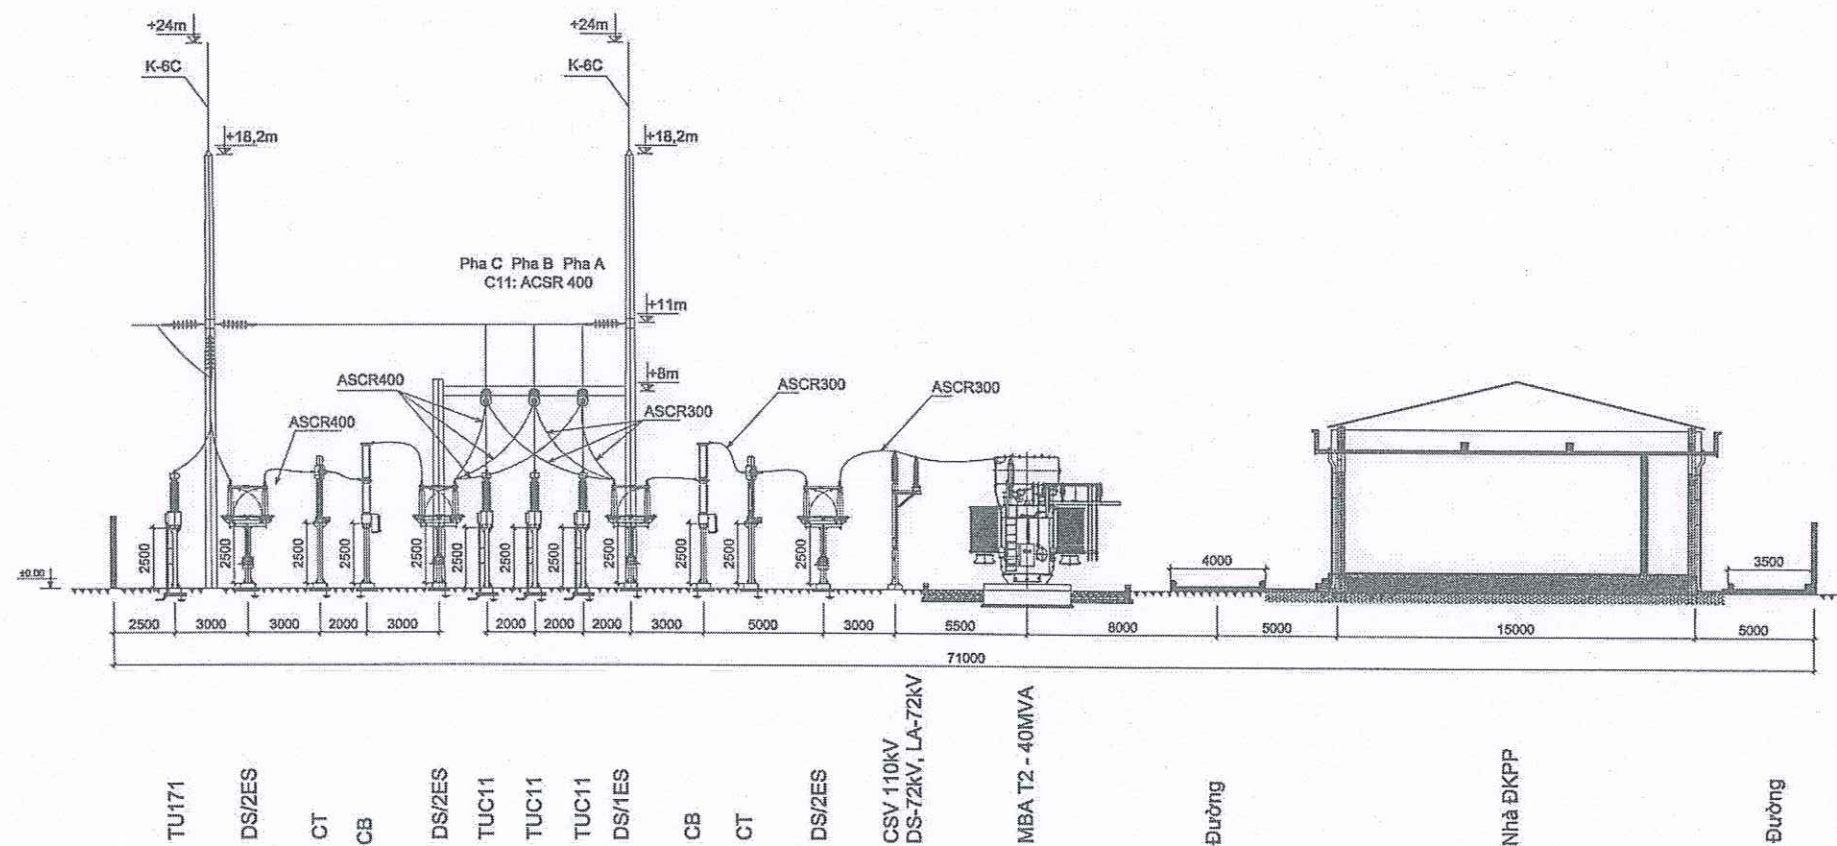 +24m
+24m
K-6C
K-6C
+18,2m
+18,2m
Pha C Pha B Pha A
C11: ACSR 400
+11m
+8m
ASCR400
ASCR300
ASCR300
ASCR300
ASCR400
±0.00
2500
2500
2500
2500
2500
2500
2500
2500
2500
2500
2500
2500
4000
3500
2500
3000
3000
2000
3000
2000
2000
2000
3000
5000
3000
5500
8000
5000
15000
5000
71000
TU171
DS/2ES
CT
CB
DS/2ES
TUC11
TUC11
TUC11
DS/1ES
CB
CT
DS/2ES
CSV 110kV
DS-72kV, LA-72kV
MBA T2 - 40MVA
Đường
Nhà ĐKPP
Đường